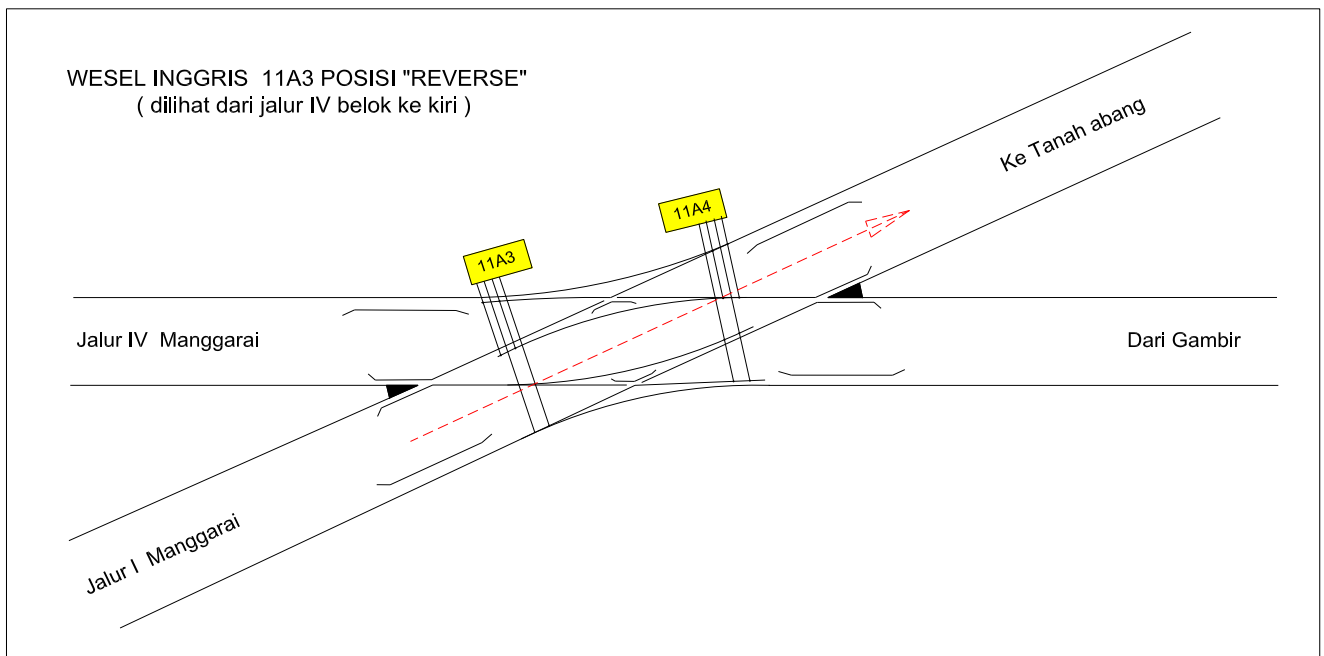 WESEL INGGRIS 11A3 POSISI "REVERSE"
( dilihat dari jalur IV belok ke kiri )
Ke Tanah abang
11A4
11A3
Jalur IV Manggarai
Dari Gambir
Jalur I Manggarai